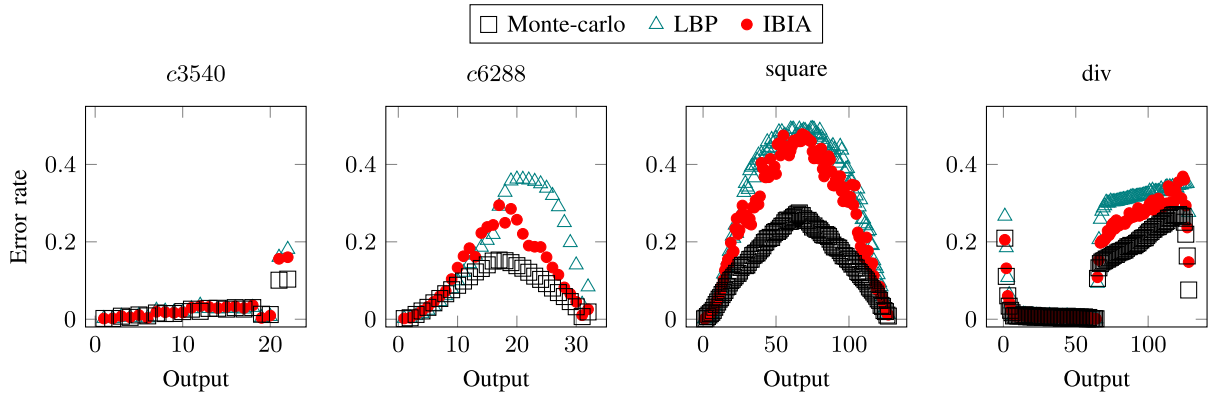 Monte-carlo LBP IBIA
c3540 c6288 square div
Error rate
0.4 0.4 0.4 0.4
0.2 0.2 0.2 0.2
0 0 0 0
0 10 20 0 10 20 30 0 50 100 0 50 100
Output Output Output Output